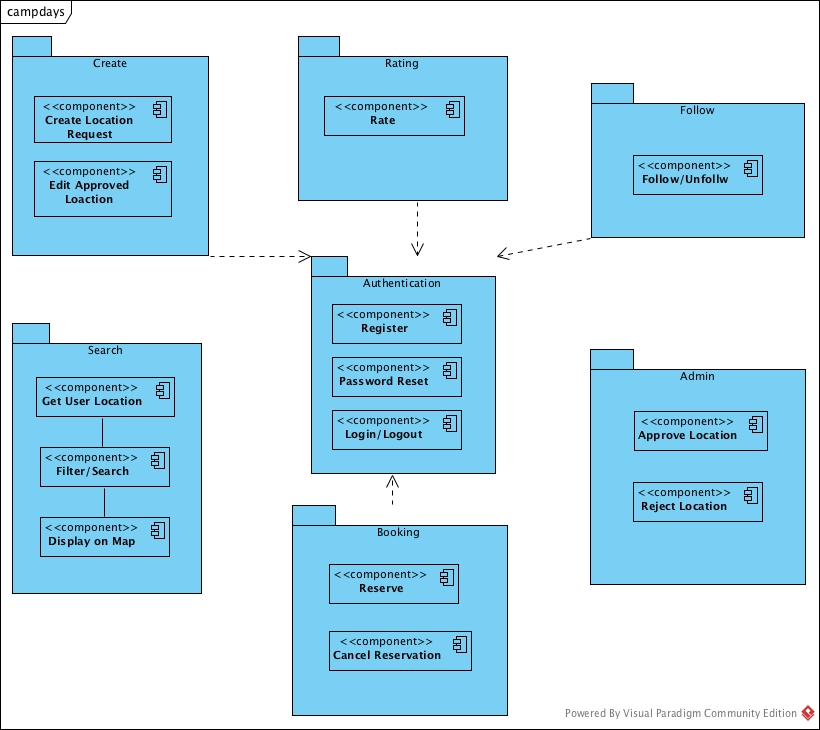 campdays
Create
<<component>>
Create Location
Request
<<component>>
Edit Approved
Loaction
Rating
<<component>>
Rate
Follow
<<component>>
Follow/Unfollw
Authentication
<<component>>
Register
<<component>>
Password Reset
<<component>>
Login/Logout
Search
<<component>>
Get User Location
<<component>>
Filter/Search
<<component>>
Display on Map
Admin
<<component>>
Approve Location
<<component>>
Reject Location
Booking
<<component>>
Reserve
<<component>>
Cancel Reservation
Powered By Visual Paradigm Community Edition